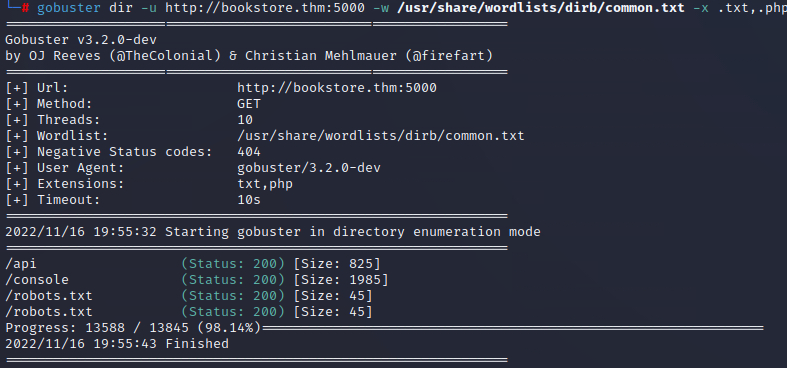 └─# gobuster dir -u http://bookstore.thm:5000 -w /usr/share/wordlists/dirb/common.txt -x .txt,.php
===============================================================
Gobuster v3.2.0-dev
by OJ Reeves (@TheColonial) & Christian Mehlmauer (@firefart)
===============================================================
[+] Url:                     http://bookstore.thm:5000
[+] Method:                  GET
[+] Threads:                 10
[+] Wordlist:                /usr/share/wordlists/dirb/common.txt
[+] Negative Status codes:   404
[+] User Agent:              gobuster/3.2.0-dev
[+] Extensions:              txt,php
[+] Timeout:                 10s
===============================================================
2022/11/16 19:55:32 Starting gobuster in directory enumeration mode
===============================================================
/api                  (Status: 200) [Size: 825]
/console              (Status: 200) [Size: 1985]
/robots.txt           (Status: 200) [Size: 45]
/robots.txt           (Status: 200) [Size: 45]
Progress: 13588 / 13845 (98.14%)===============================================================
2022/11/16 19:55:43 Finished
===============================================================